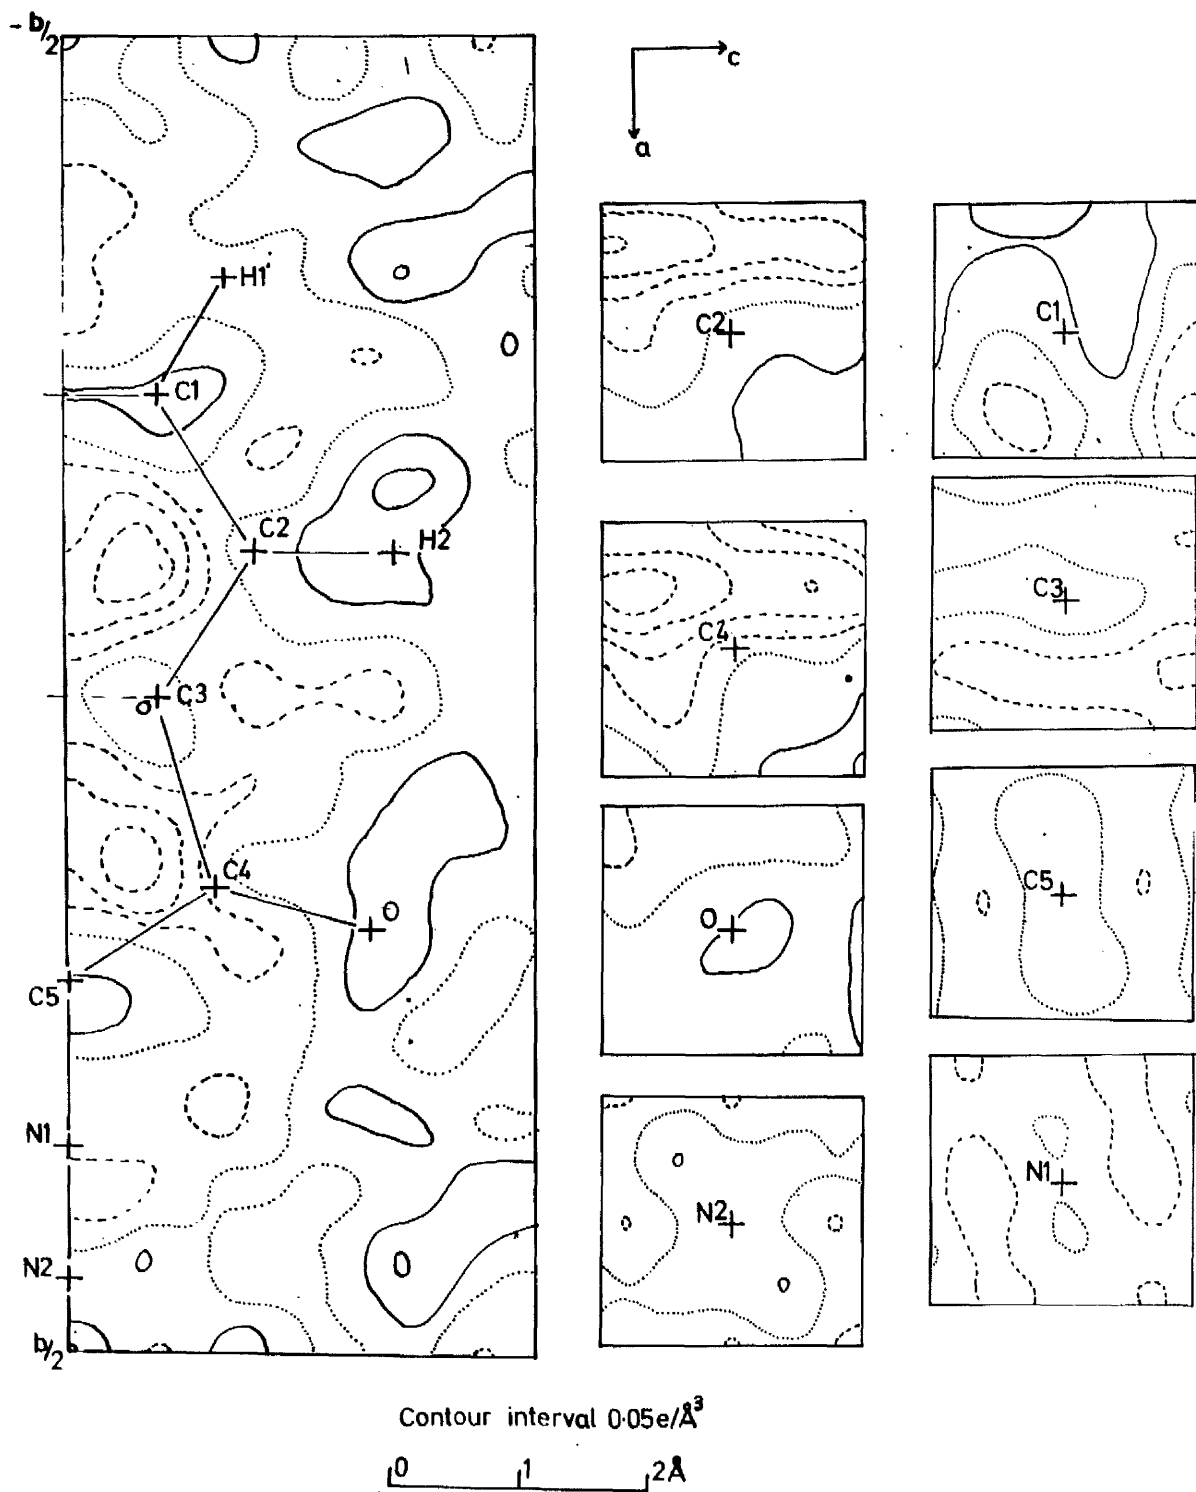 - b/2
c
a
H1
C1
C2
H2
C3
C4
O
C5
N1
N2
b/2
C2
C1
C4
C3
O
C5
N2
N1
Contour interval 0·05e/Å³
0 1 2Å